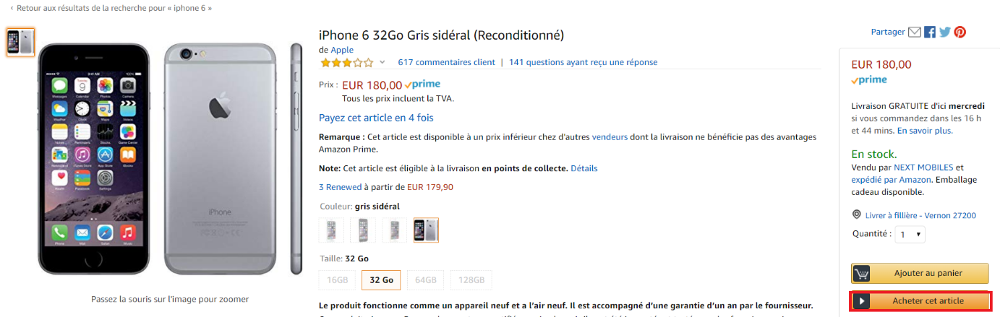 ‹ Retour aux résultats de la recherche pour « iphone 6 »
iPhone 6 32Go Gris sidéral (Reconditionné)
de Apple
617 commentaires client | 141 questions ayant reçu une réponse
Prix : EUR 180,00 prime
Tous les prix incluent la TVA.
Payez cet article en 4 fois
Remarque : Cet article est disponible à un prix inférieur chez d'autres vendeurs dont la livraison ne bénéficie pas des avantages
Amazon Prime.
Note: Cet article est éligible à la livraison en points de collecte. Détails
3 Renewed à partir de EUR 179,90
Couleur: gris sidéral
Taille: 32 Go
16GB 32 Go 64GB 128GB
Le produit fonctionne comme un appareil neuf et a l'air neuf. Il est accompagné d'une garantie d'un an par le fournisseur.
iPhone
Passez la souris sur l'image pour zoomer
Partager
EUR 180,00
prime
Livraison GRATUITE d'ici mercredi
si vous commandez dans les 16 h
et 44 mins. En savoir plus.
En stock.
Vendu par NEXT MOBILES et
expédié par Amazon. Emballage
cadeau disponible.
Livrer à fillière - Vernon 27200
Quantité : 1
Ajouter au panier
Acheter cet article